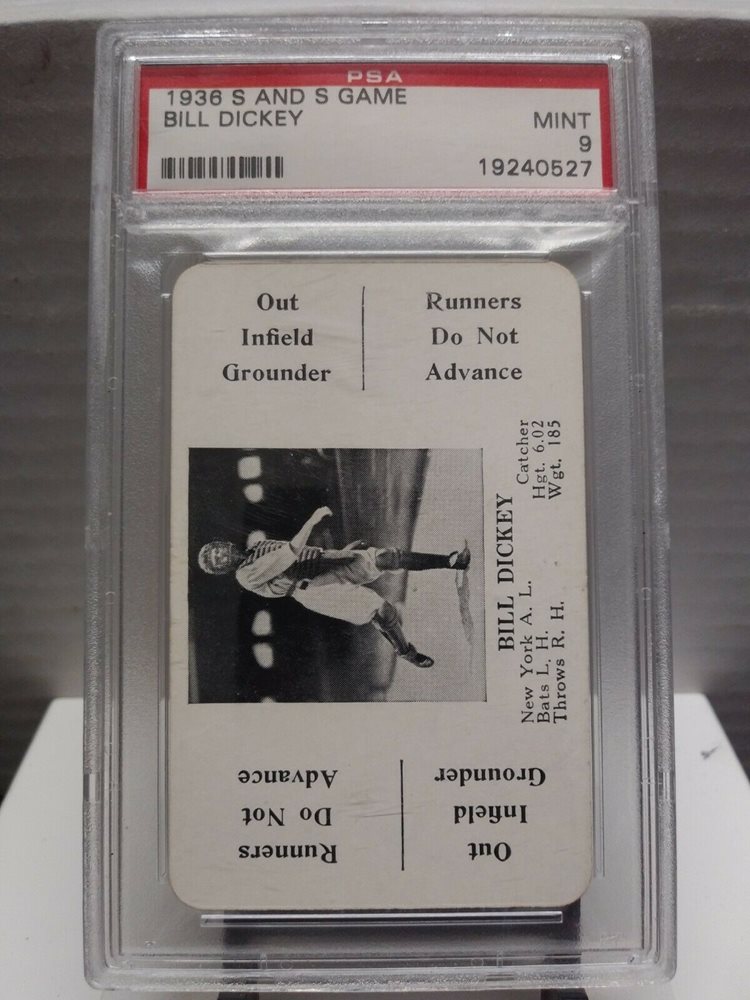 PSA
1936 S AND S GAME
BILL DICKEY
MINT
9
19240527
Out
Infield
Grounder
Runners
Do Not
Advance
BILL DICKEY
New York A. L.
Catcher
Bats L. H.
Hgt. 6.02
Throws R. H.
Wgt. 185
Out
Infield
Grounder
Runners
Do Not
Advance